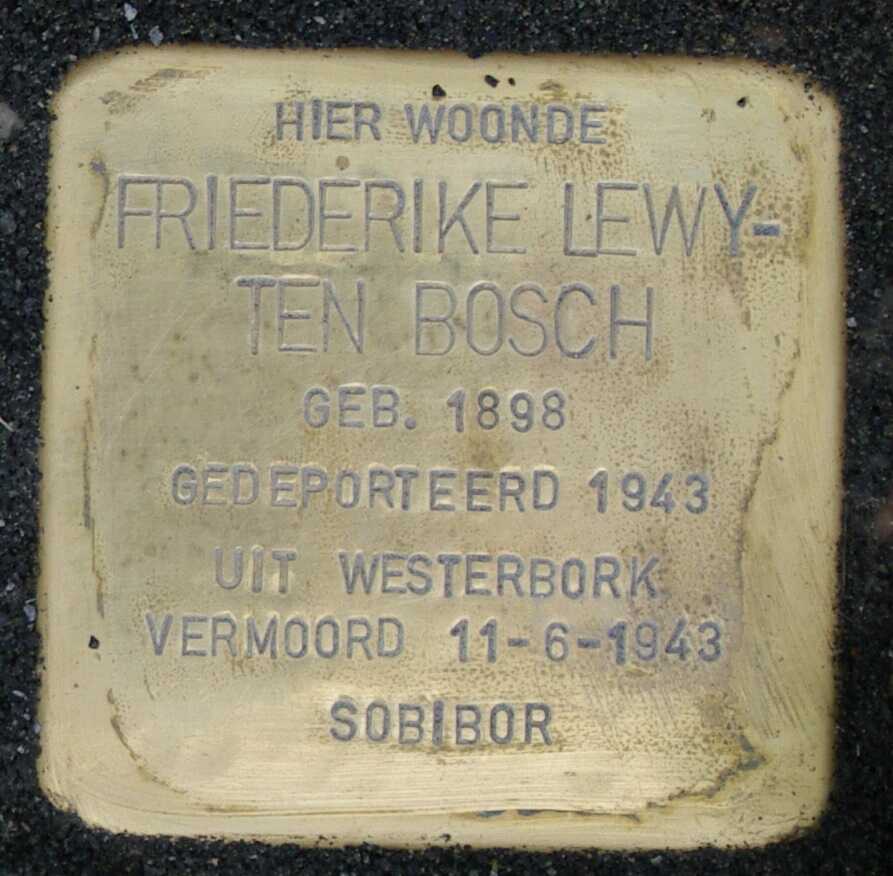 HIER WOONDE
FRIEDERIKE LEWY-
TEN BOSCH
GEB. 1898
GEDEPORTEERD 1943
UIT WESTERBORK
VERMOORD 11-6-1943
SOBIBOR